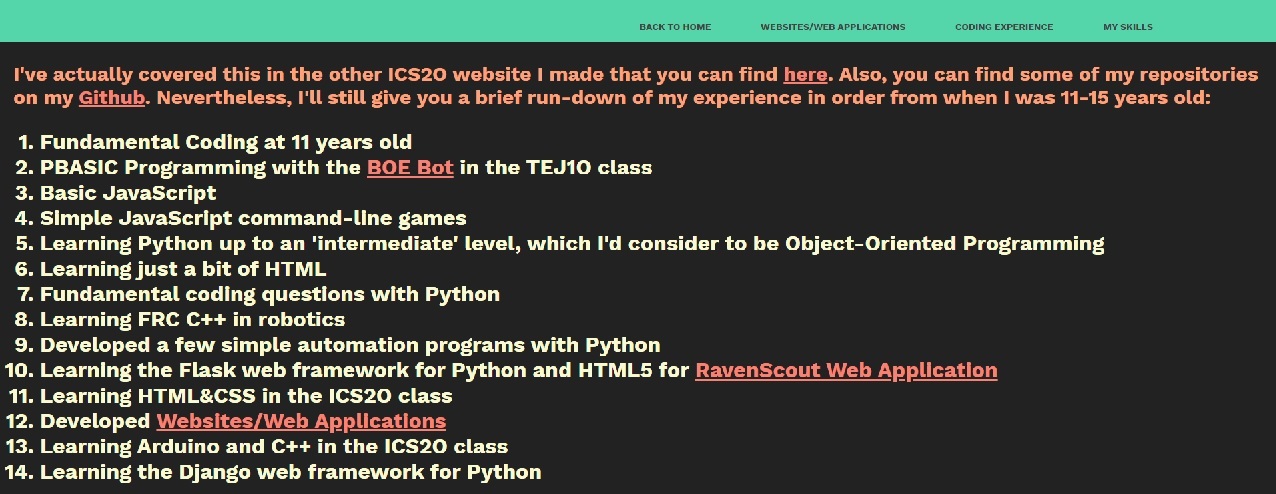 BACK TO HOME WEBSITES/WEB APPLICATIONS CODING EXPERIENCE MY SKILLS
I've actually covered this in the other ICS2O website I made that you can find here. Also, you can find some of my repositories
on my Github. Nevertheless, I'll still give you a brief run-down of my experience in order from when I was 11-15 years old:
1. Fundamental Coding at 11 years old
2. PBASIC Programming with the BOE Bot in the TEJ1O class
3. Basic JavaScript
4. Simple JavaScript command-line games
5. Learning Python up to an 'intermediate' level, which I'd consider to be Object-Oriented Programming
6. Learning just a bit of HTML
7. Fundamental coding questions with Python
8. Learning FRC C++ in robotics
9. Developed a few simple automation programs with Python
10. Learning the Flask web framework for Python and HTML5 for RavenScout Web Application
11. Learning HTML&CSS in the ICS2O class
12. Developed Websites/Web Applications
13. Learning Arduino and C++ in the ICS2O class
14. Learning the Django web framework for Python